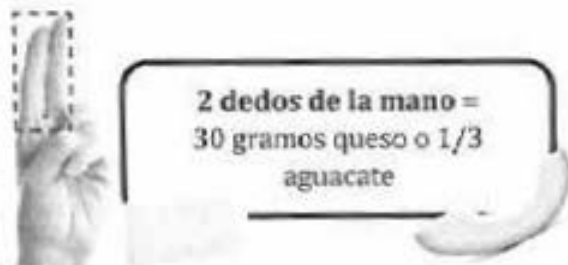 2 dedos de la mano =
30 gramos queso o 1/3
aguacate